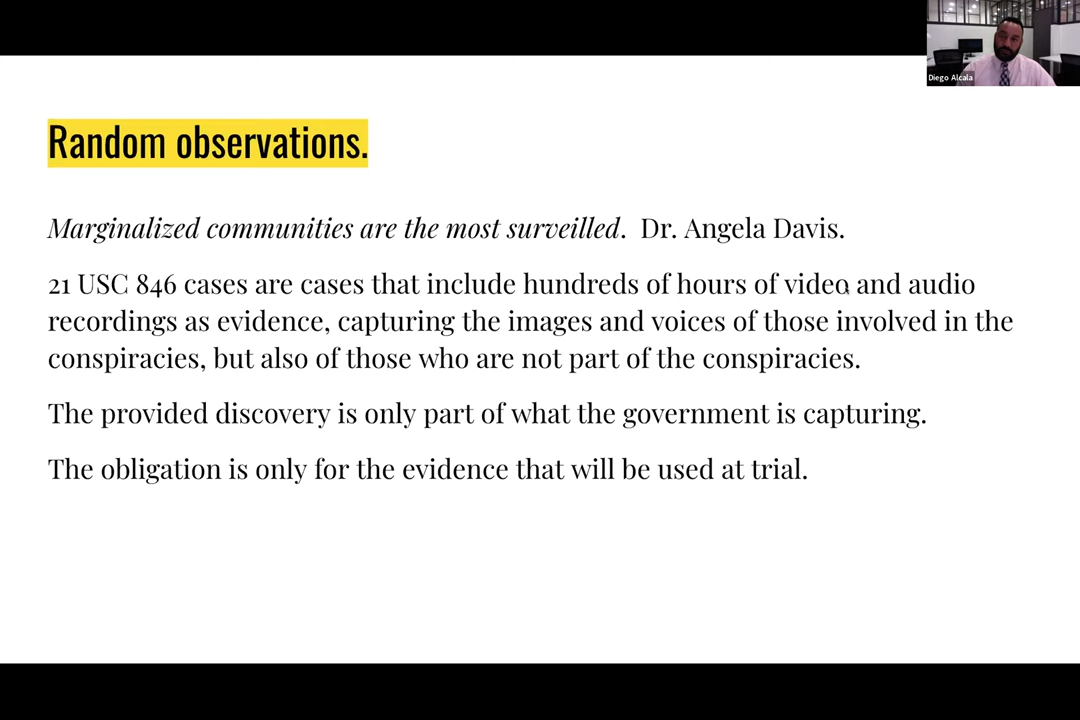 Diego Alcala
Random observations.
Marginalized communities are the most surveilled. Dr. Angela Davis.
21 USC 846 cases are cases that include hundreds of hours of video and audio
recordings as evidence, capturing the images and voices of those involved in the
conspiracies, but also of those who are not part of the conspiracies.
The provided discovery is only part of what the government is capturing.
The obligation is only for the evidence that will be used at trial.